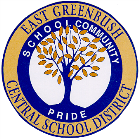 EAST GREENBUSH
SCHOOL COMMUNITY
PRIDE
CENTRAL SCHOOL DISTRICT